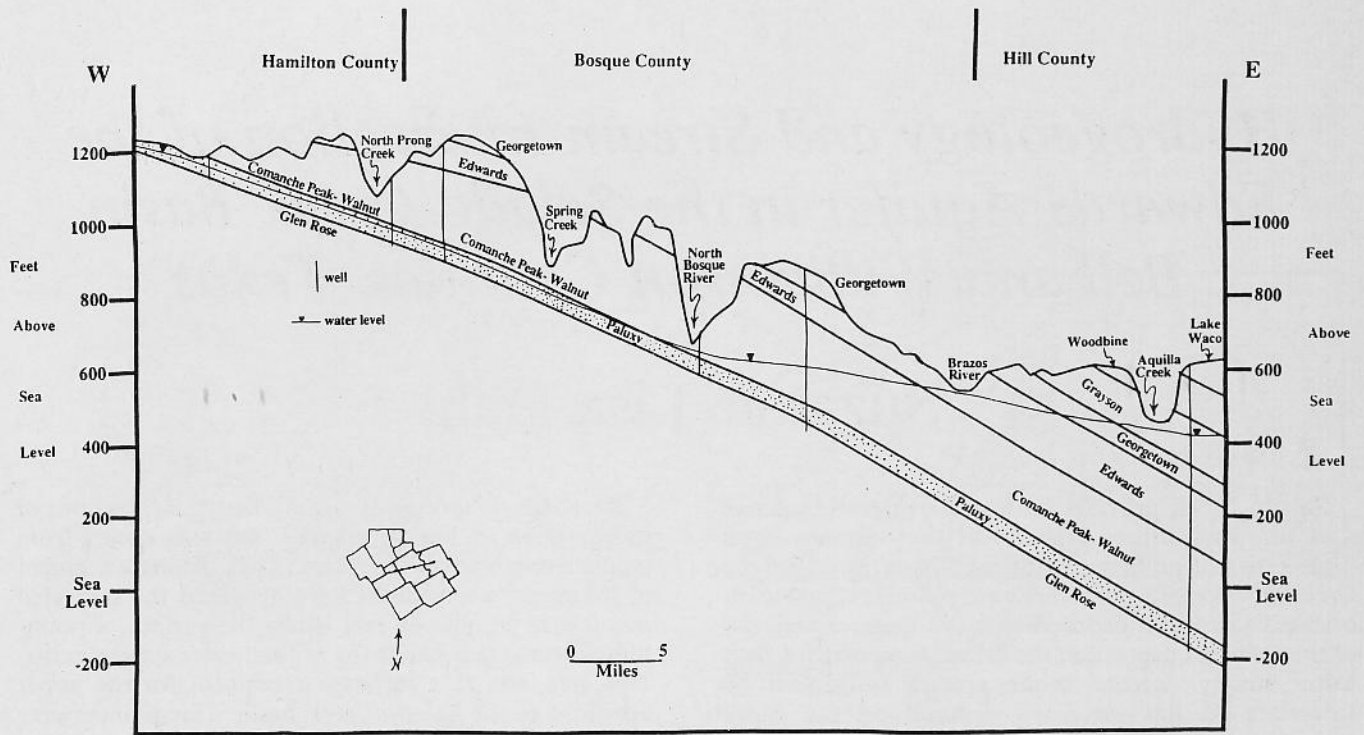 Hamilton County
Bosque County
Hill County
W
E
1200
1000
800
600
400
200
Sea
Level
-200
Feet
Above
Sea
Level
North Prong
Creek
Georgetown
Edwards
Comanche Peak- Walnut
Glen Rose
Spring
Creek
Comanche Peak- Walnut
North
Bosque
River
Paluxy
well
water level
Edwards
Georgetown
Brazos
River
Woodbine
Aquilla
Creek
Lake
Waco
Grayson
Georgetown
Edwards
Comanche Peak- Walnut
Paluxy
Glen Rose
1200
1000
800
600
400
200
Sea
Level
-200
Feet
Above
Sea
Level
N
0 5
Miles